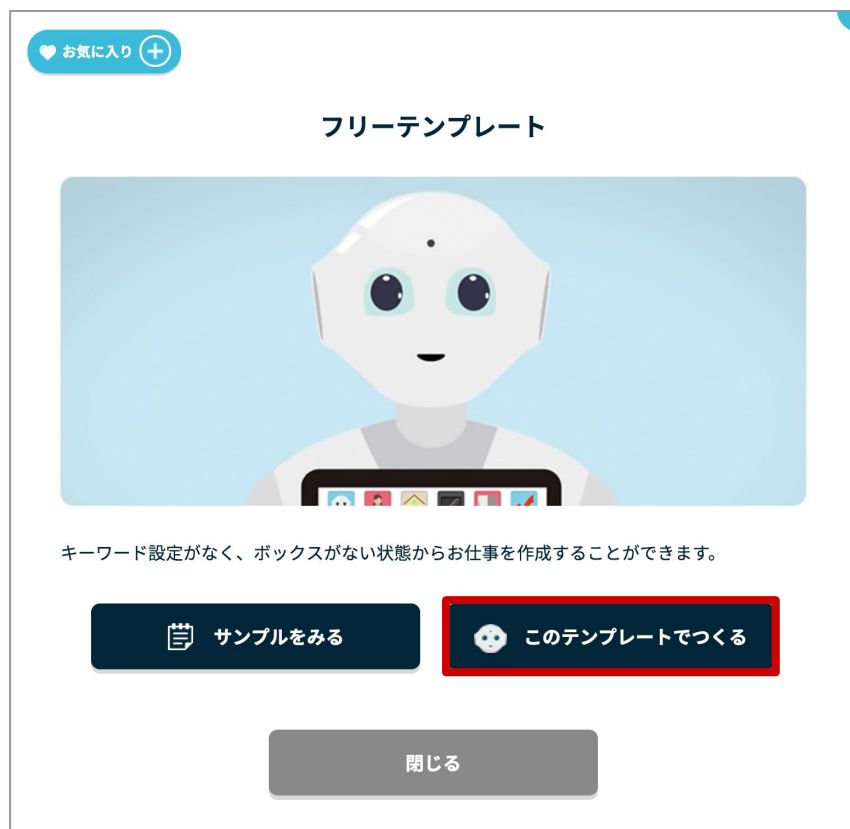 お気に入り
フリーテンプレート
キーワード設定がなく、ボックスがない状態からお仕事を作成することができます。
サンプルをみる
このテンプレートでつくる
閉じる